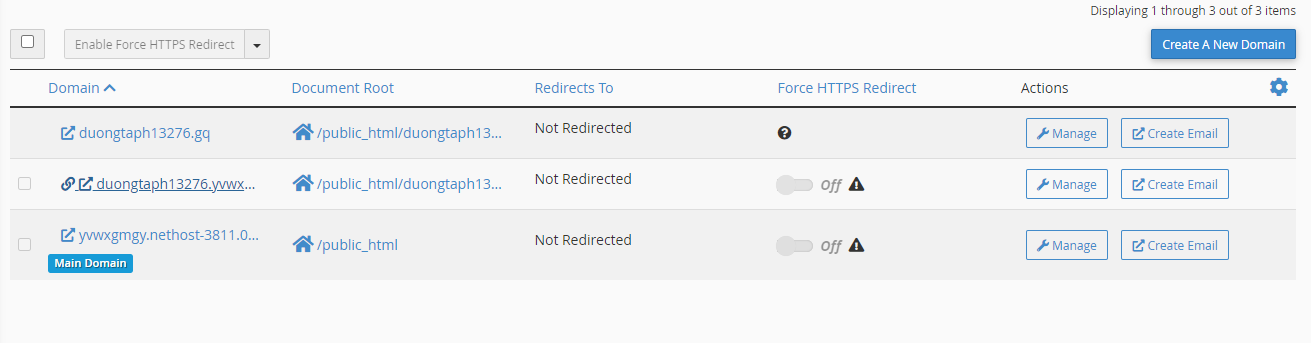 Displaying 1 through 3 out of 3 items
Enable Force HTTPS Redirect
Create A New Domain
Domain Document Root Redirects To Force HTTPS Redirect Actions
duongtaph13276.gq /public_html/duongtaph13... Not Redirected Manage Create Email
duongtaph13276.yvwx... /public_html/duongtaph13... Not Redirected Off Manage Create Email
yvwxgmgy.nethost-3811.0... /public_html Not Redirected Off Manage Create Email
Main Domain